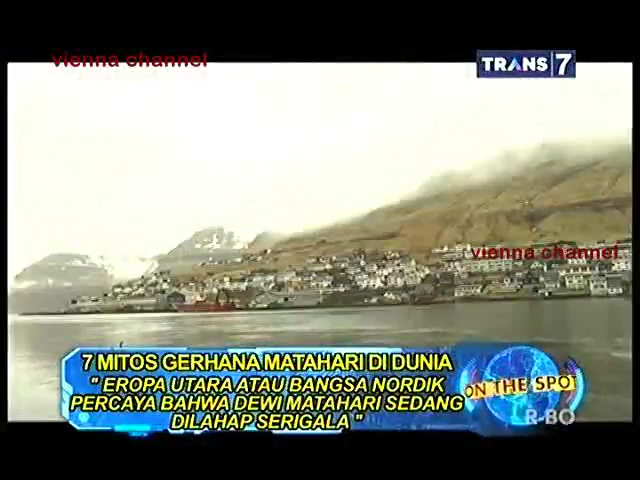 vienna channel
TRANS 7
vienna channel
7 MITOS GERHANA MATAHARI DI DUNIA
" EROPA UTARA ATAU BANGSA NORDIK
PERCAYA BAHWA DEWI MATAHARI SEDANG
DILAHAP SERIGALA "
ON THE SPOT
R-BO